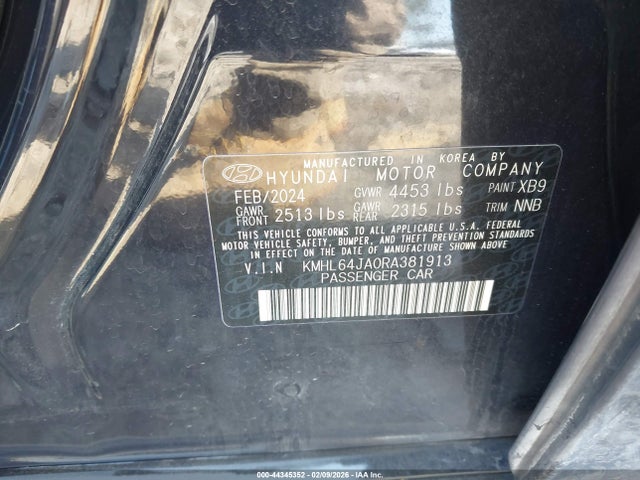 MANUFACTURED IN KOREA BY
HYUNDAI MOTOR COMPANY
FEB/2024 GVWR 4453 lbs PAINT XB9
GAWR FRONT 2513 lbs GAWR REAR 2315 lbs TRIM NNB
THIS VEHICLE CONFORMS TO ALL APPLICABLE U.S.A. FEDERAL
MOTOR VEHICLE SAFETY, BUMPER, AND THEFT PREVENTION
STANDARDS IN EFFECT ON THE DATE OF MANUFACTURE SHOWN
ABOVE.
V.I.N KMHL64JA0RA381913
PASSENGER CAR
000-44345352 | 02/09/2026 - IAA Inc.